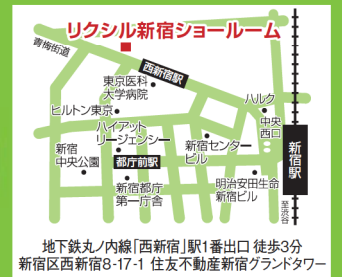 リクシル新宿ショールーム
青梅街道
西新宿駅
東京医科
大学病院
ヒルトン東京
ハルク
中央
西口
ハイアット
リージェンシー
新宿
中央公園
都庁前駅
新宿センター
ビル
新宿駅
新宿都庁
第一庁舎
明治安田生命
新宿ビル
至渋谷
地下鉄丸ノ内線「西新宿」駅1番出口 徒歩3分
新宿区西新宿8-17-1 住友不動産新宿グランドタワー